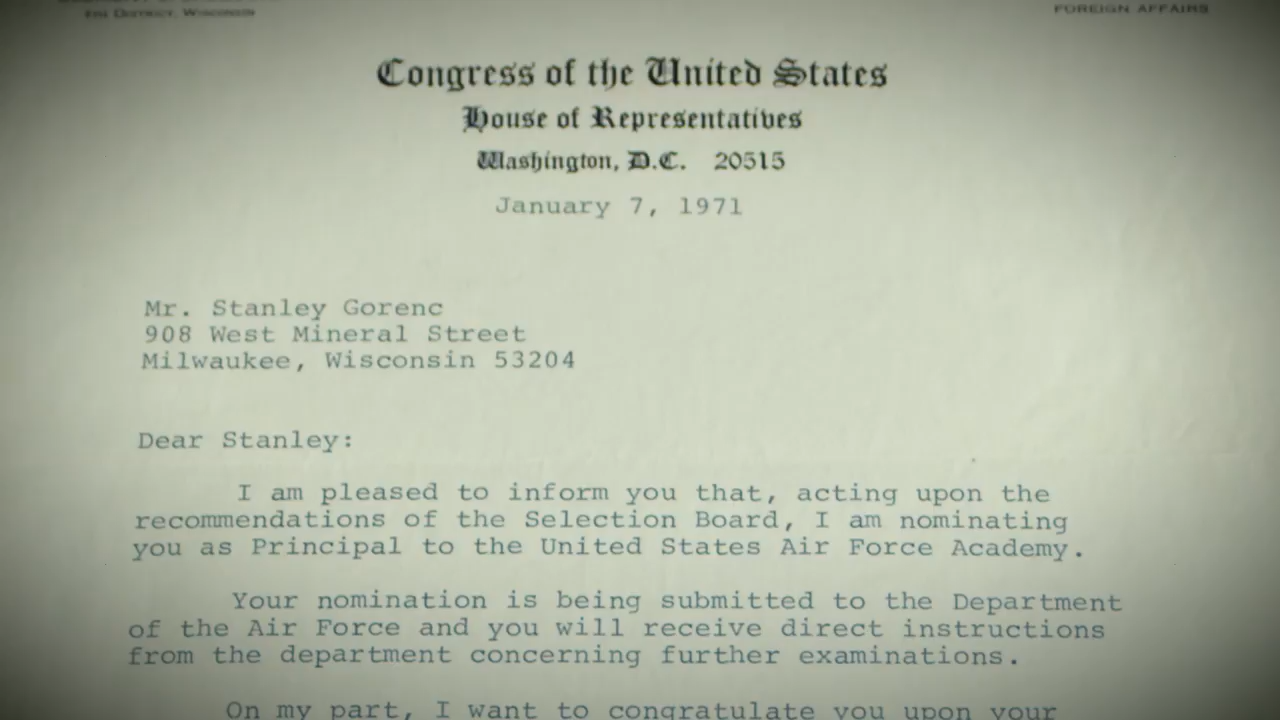 District, Wisconsin
FOREIGN AFFAIRS
Congress of the United States
House of Representatives
Washington, D.C. 20515
January 7, 1971
Mr. Stanley Gorenc
908 West Mineral Street
Milwaukee, Wisconsin 53204
Dear Stanley:
I am pleased to inform you that, acting upon the
recommendations of the Selection Board, I am nominating
you as Principal to the United States Air Force Academy.
Your nomination is being submitted to the Department
of the Air Force and you will receive direct instructions
from the department concerning further examinations.
On my part, I want to congratulate you upon your